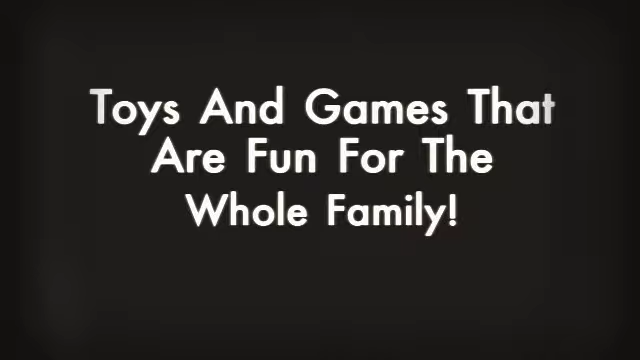 Toys And Games That
Are Fun For The
Whole Family!